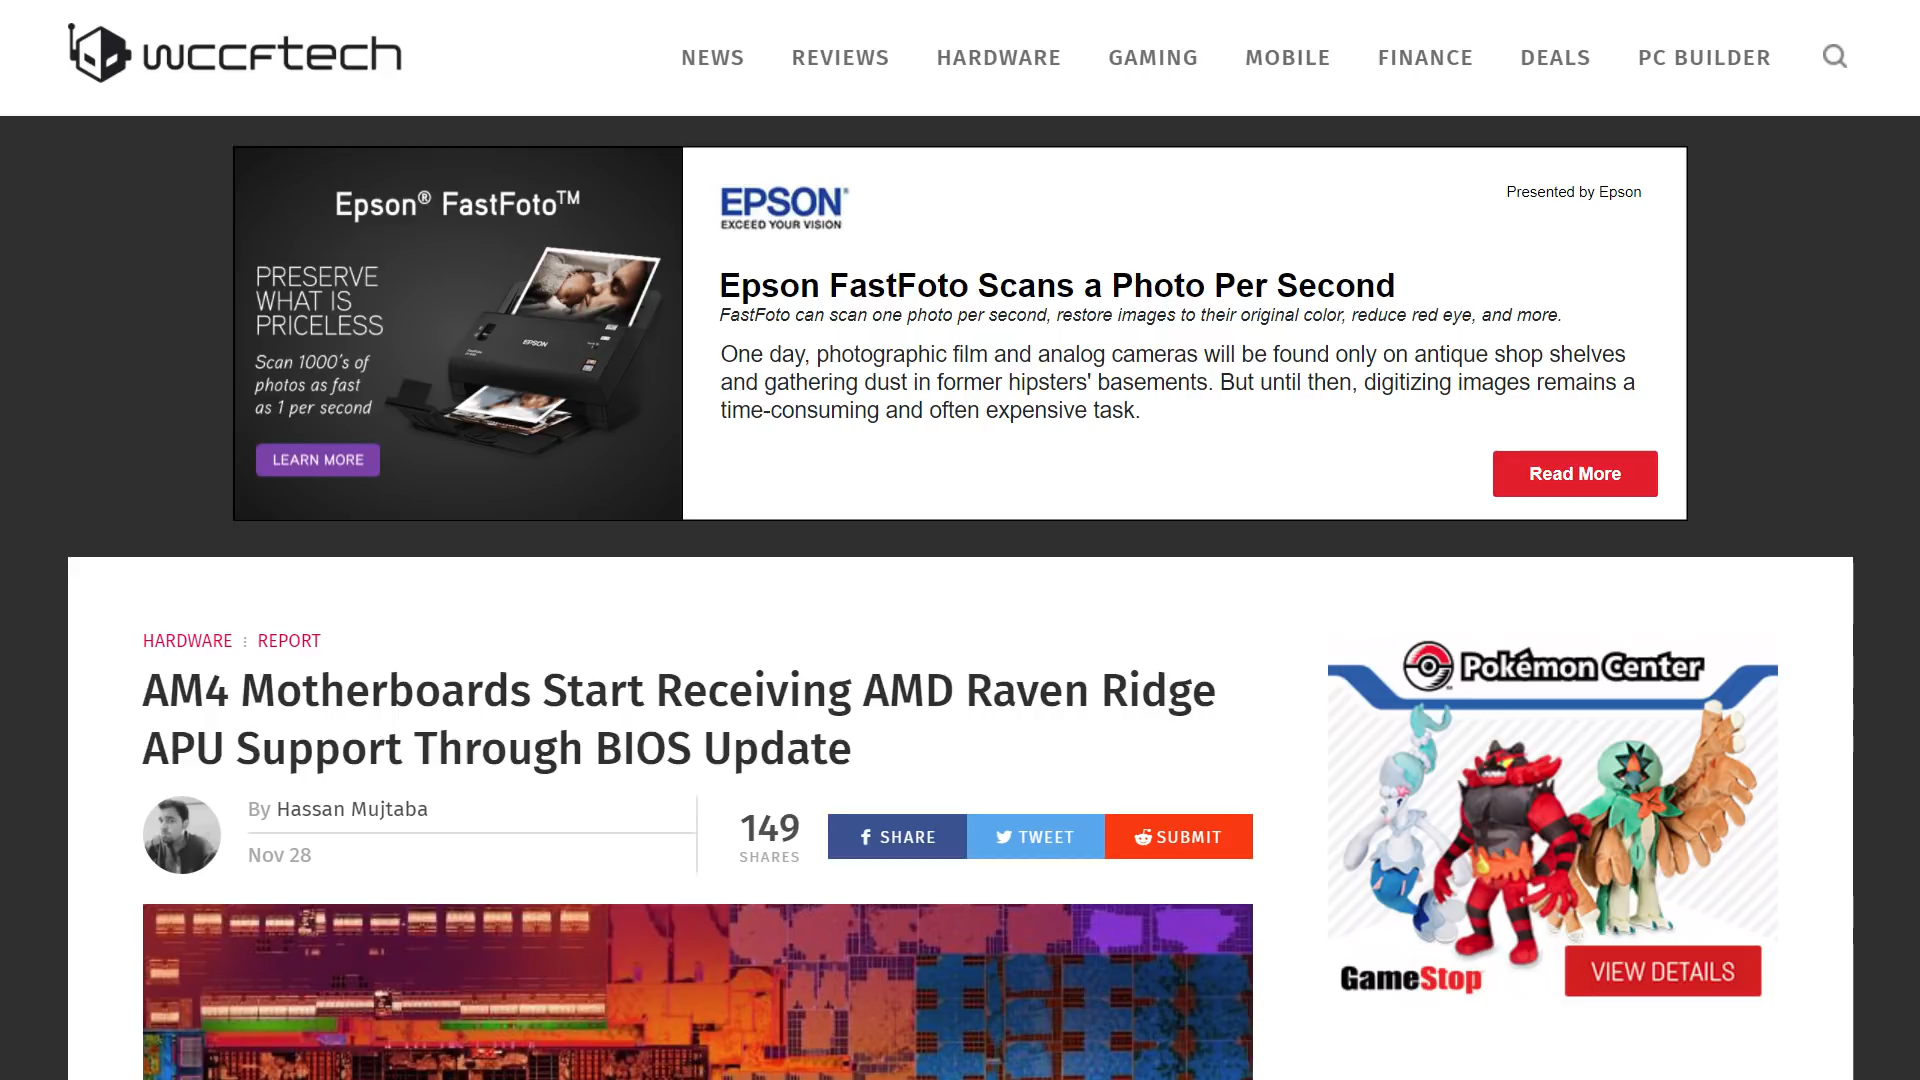 wccftech
NEWS REVIEWS HARDWARE GAMING MOBILE FINANCE DEALS PC BUILDER
Epson® FastFoto™
PRESERVE
WHAT IS
PRICELESS
Scan 1000's of
photos as fast
as 1 per second
LEARN MORE
EPSON
EPSON®
EXCEED YOUR VISION
Presented by Epson
Epson FastFoto Scans a Photo Per Second
FastFoto can scan one photo per second, restore images to their original color, reduce red eye, and more.
One day, photographic film and analog cameras will be found only on antique shop shelves
and gathering dust in former hipsters' basements. But until then, digitizing images remains a
time-consuming and often expensive task.
Read More
HARDWARE REPORT
AM4 Motherboards Start Receiving AMD Raven Ridge
APU Support Through BIOS Update
By Hassan Mujtaba
Nov 28
149
SHARES
SHARE TWEET SUBMIT
Pokémon Center
GameStop
VIEW DETAILS